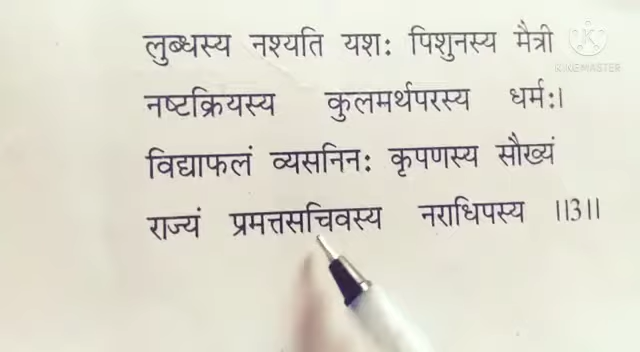 लुब्धस्य नश्यति यश: पिशुनस्य मैत्री
नष्टक्रियस्य कुलमर्थपरस्य धर्म:।
विद्याफलं व्यसनिन: कृपणस्य सौख्यं
राज्यं प्रमत्तसचिवस्य नराधिपस्य ।।3।।
KINEMASTER